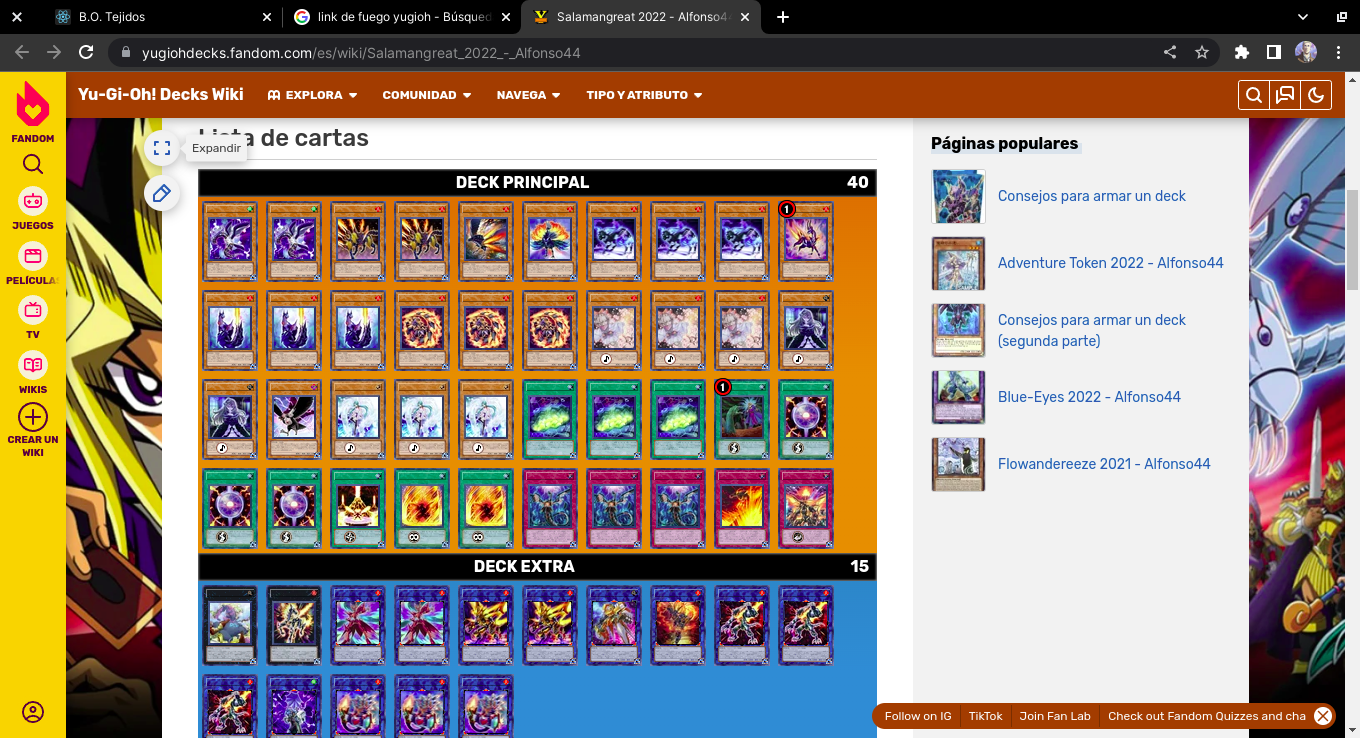 B.O. Tejidos
link de fuego yugioh - Búsqued
Salamangreat 2022 - Alfonso4
yugiohdecks.fandom.com/es/wiki/Salamangreat_2022_-_Alfonso44
FANDOM
JUEGOS
PELÍCULAS
TV
WIKIS
CREAR UN
WIKI
Yu-Gi-Oh! Decks Wiki
EXPLORA
COMUNIDAD
NAVEGA
TIPO Y ATRIBUTO
Expandir
Lista de cartas
DECK PRINCIPAL 40
1
1
DECK EXTRA 15
Páginas populares
Consejos para armar un deck
Adventure Token 2022 - Alfonso44
Consejos para armar un deck
(segunda parte)
Blue-Eyes 2022 - Alfonso44
Flowandereeze 2021 - Alfonso44
Follow on IG
TikTok
Join Fan Lab
Check out Fandom Quizzes and cha